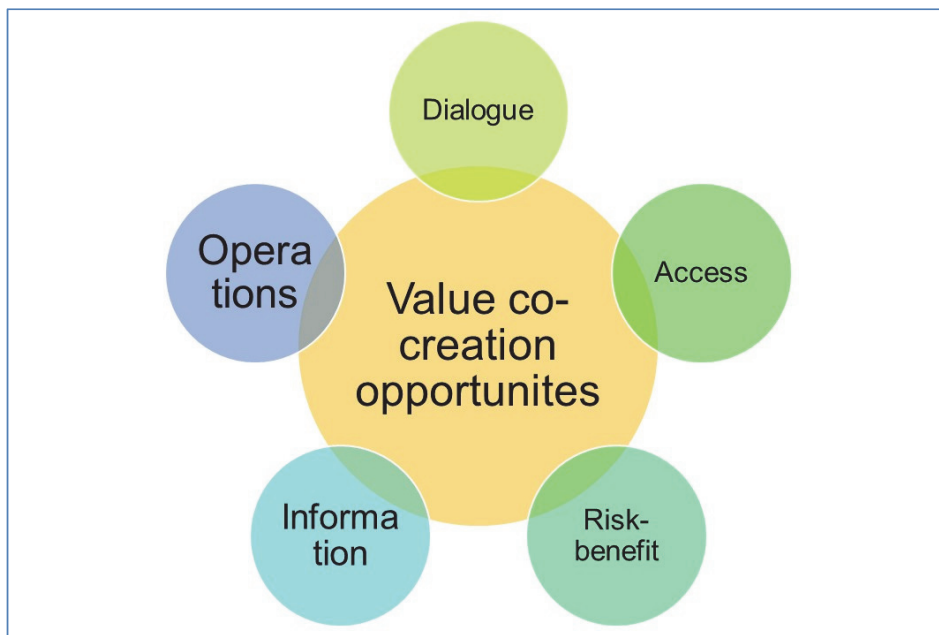 Dialogue
Opera
tions
Access
Value co-
creation
opportunites
Informa
tion
Risk-
benefit